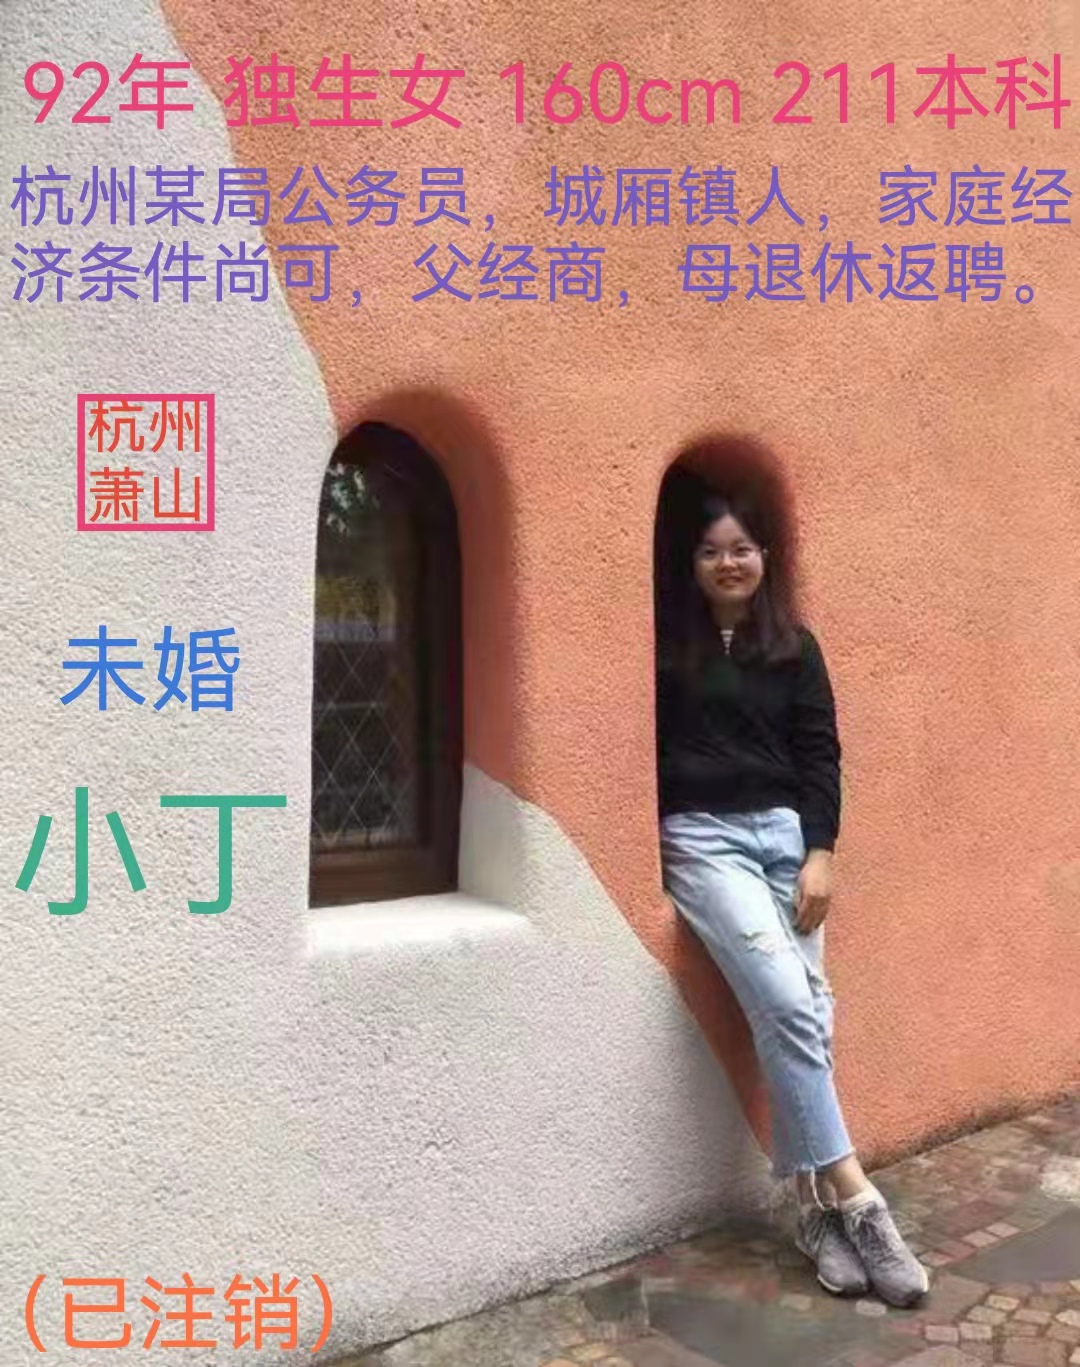 92年 独生女 160cm 211本科
杭州某局公务员，城厢镇人，家庭经
济条件尚可，父经商，母退休返聘。
杭州
萧山
未婚
小丁
(已注销)